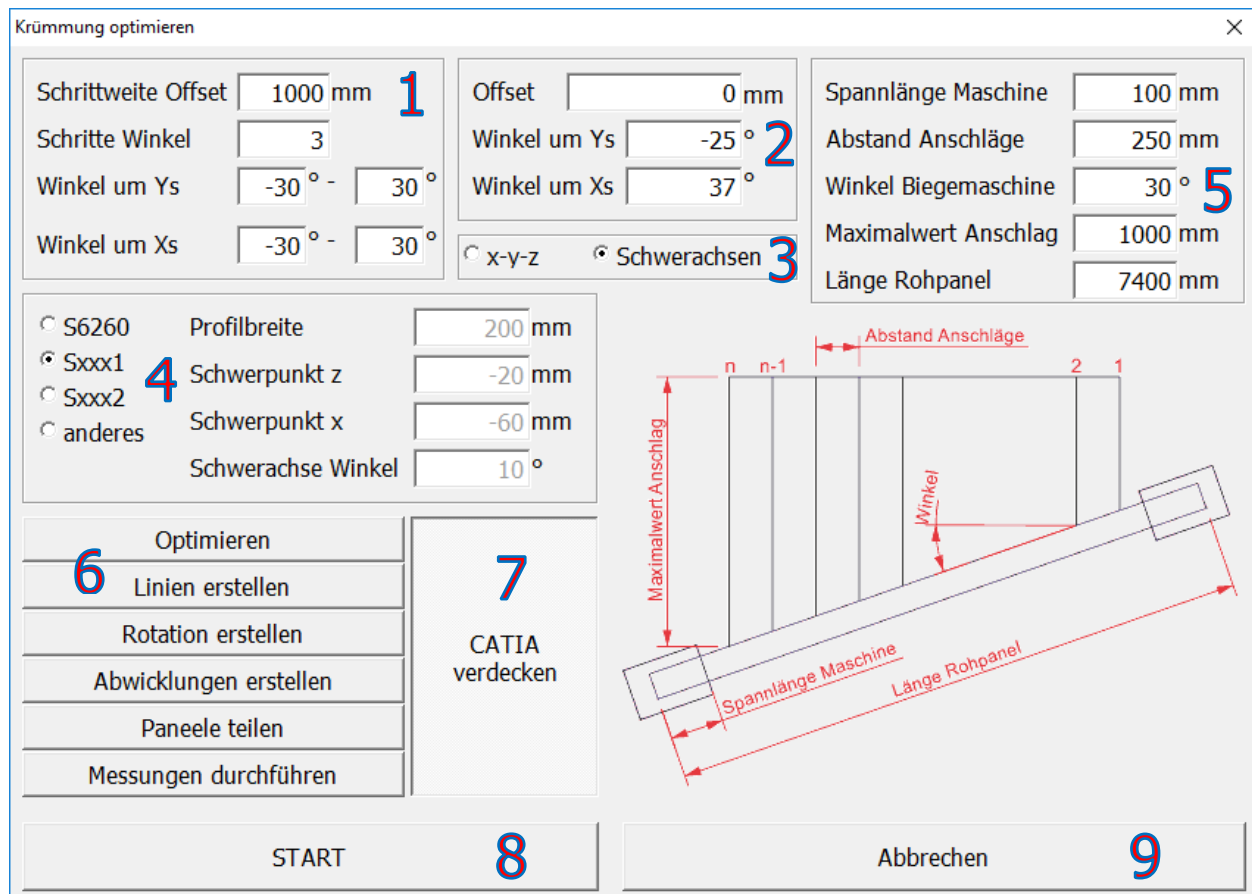 Krümmung optimieren
Schrittweite Offset 1000 mm 1
Schritte Winkel 3
Winkel um Ys -30 ° - 30 °
Winkel um Xs -30 ° - 30 °
Offset 0 mm
Winkel um Ys -25 ° 2
Winkel um Xs 37 °
x-y-z Schwerachsen 3
Spannlänge Maschine 100 mm
Abstand Anschläge 250 mm
Winkel Biegemaschine 30 ° 5
Maximalwert Anschlag 1000 mm
Länge Rohpanel 7400 mm
S6260
Sxxx1
Sxxx2
anderes
4
Profilbreite 200 mm
Schwerpunkt z -20 mm
Schwerpunkt x -60 mm
Schwerachse Winkel 10 °
Abstand Anschläge
n n-1 2 1
Maximalwert Anschlag
Winkel
Spannlänge Maschine
Länge Rohpanel
Optimieren
6
Linien erstellen
Rotation erstellen
Abwicklungen erstellen
Paneele teilen
Messungen durchführen
7
CATIA
verdecken
START 8
Abbrechen 9